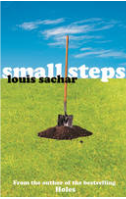 small steps
louis sachar
From the author of the bestselling
Holes